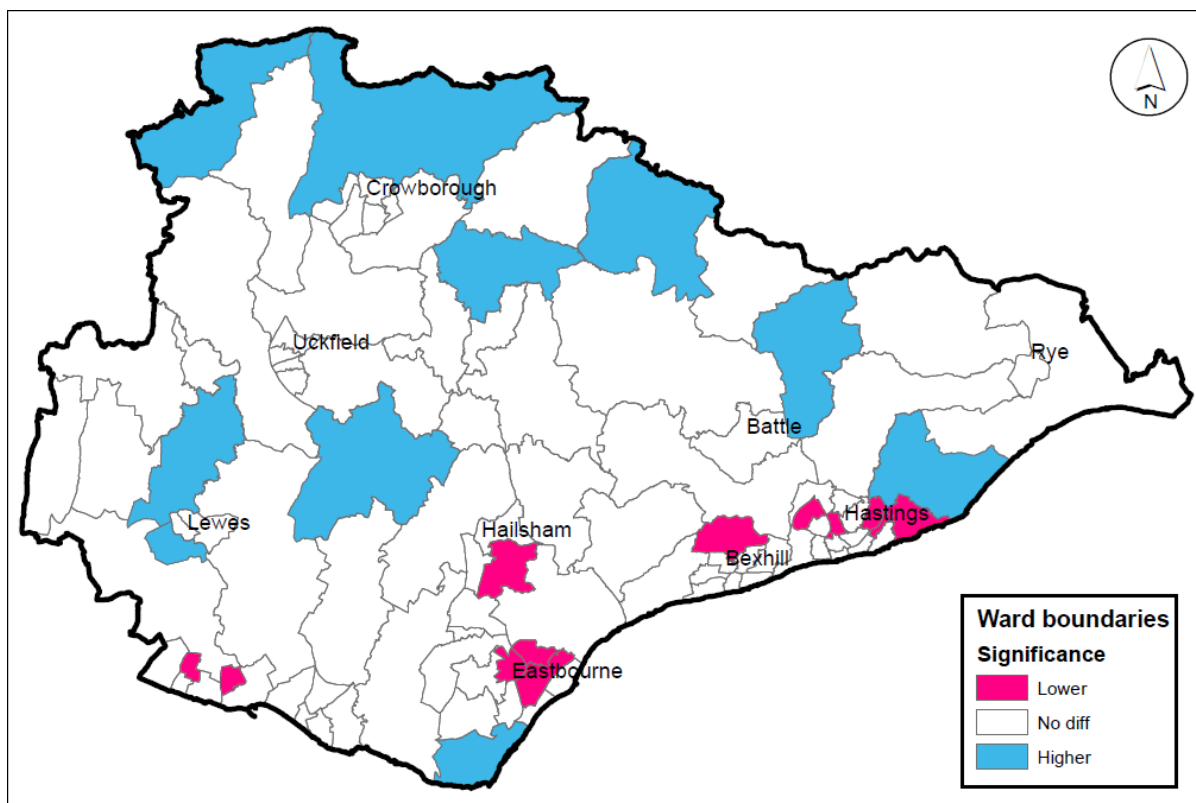 N
Crowborough
Uckfield
Rye
Battle
Lewes
Hailsham
Hastings
Bexhill
Eastbourne
Ward boundaries
Significance
Lower
No diff
Higher